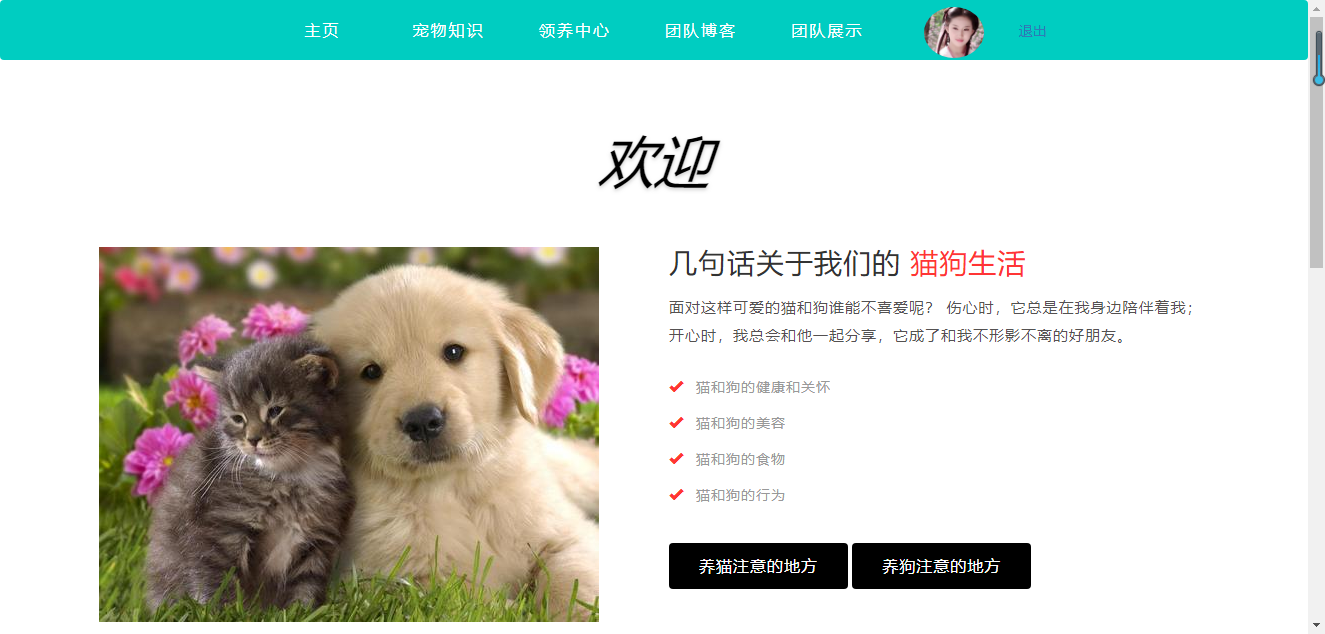 主页 宠物知识 领养中心 团队博客 团队展示 退出
欢迎
几句话关于我们的 猫狗生活
面对这样可爱的猫和狗谁能不喜爱呢？ 伤心时，它总是在我身边陪伴着我；
开心时，我总会和他一起分享，它成了和我不形影不离的好朋友。
猫和狗的健康和关怀
猫和狗的美容
猫和狗的食物
猫和狗的行为
养猫注意的地方 养狗注意的地方